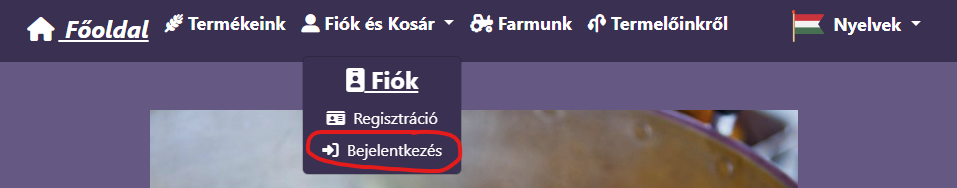 Főoldal Termékeink Fiók és Kosár Farmunk Termelőinkről Nyelvek
Fiók
Regisztráció
Bejelentkezés